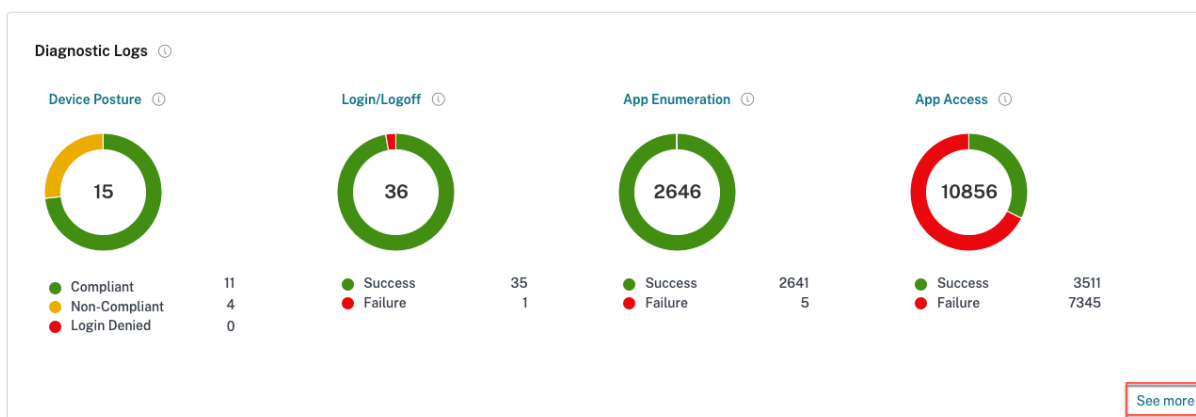 Diagnostic Logs
Device Posture
15
Compliant 11
Non-Compliant 4
Login Denied 0
Login/Logoff
36
Success 35
Failure 1
App Enumeration
2646
Success 2641
Failure 5
App Access
10856
Success 3511
Failure 7345
See more